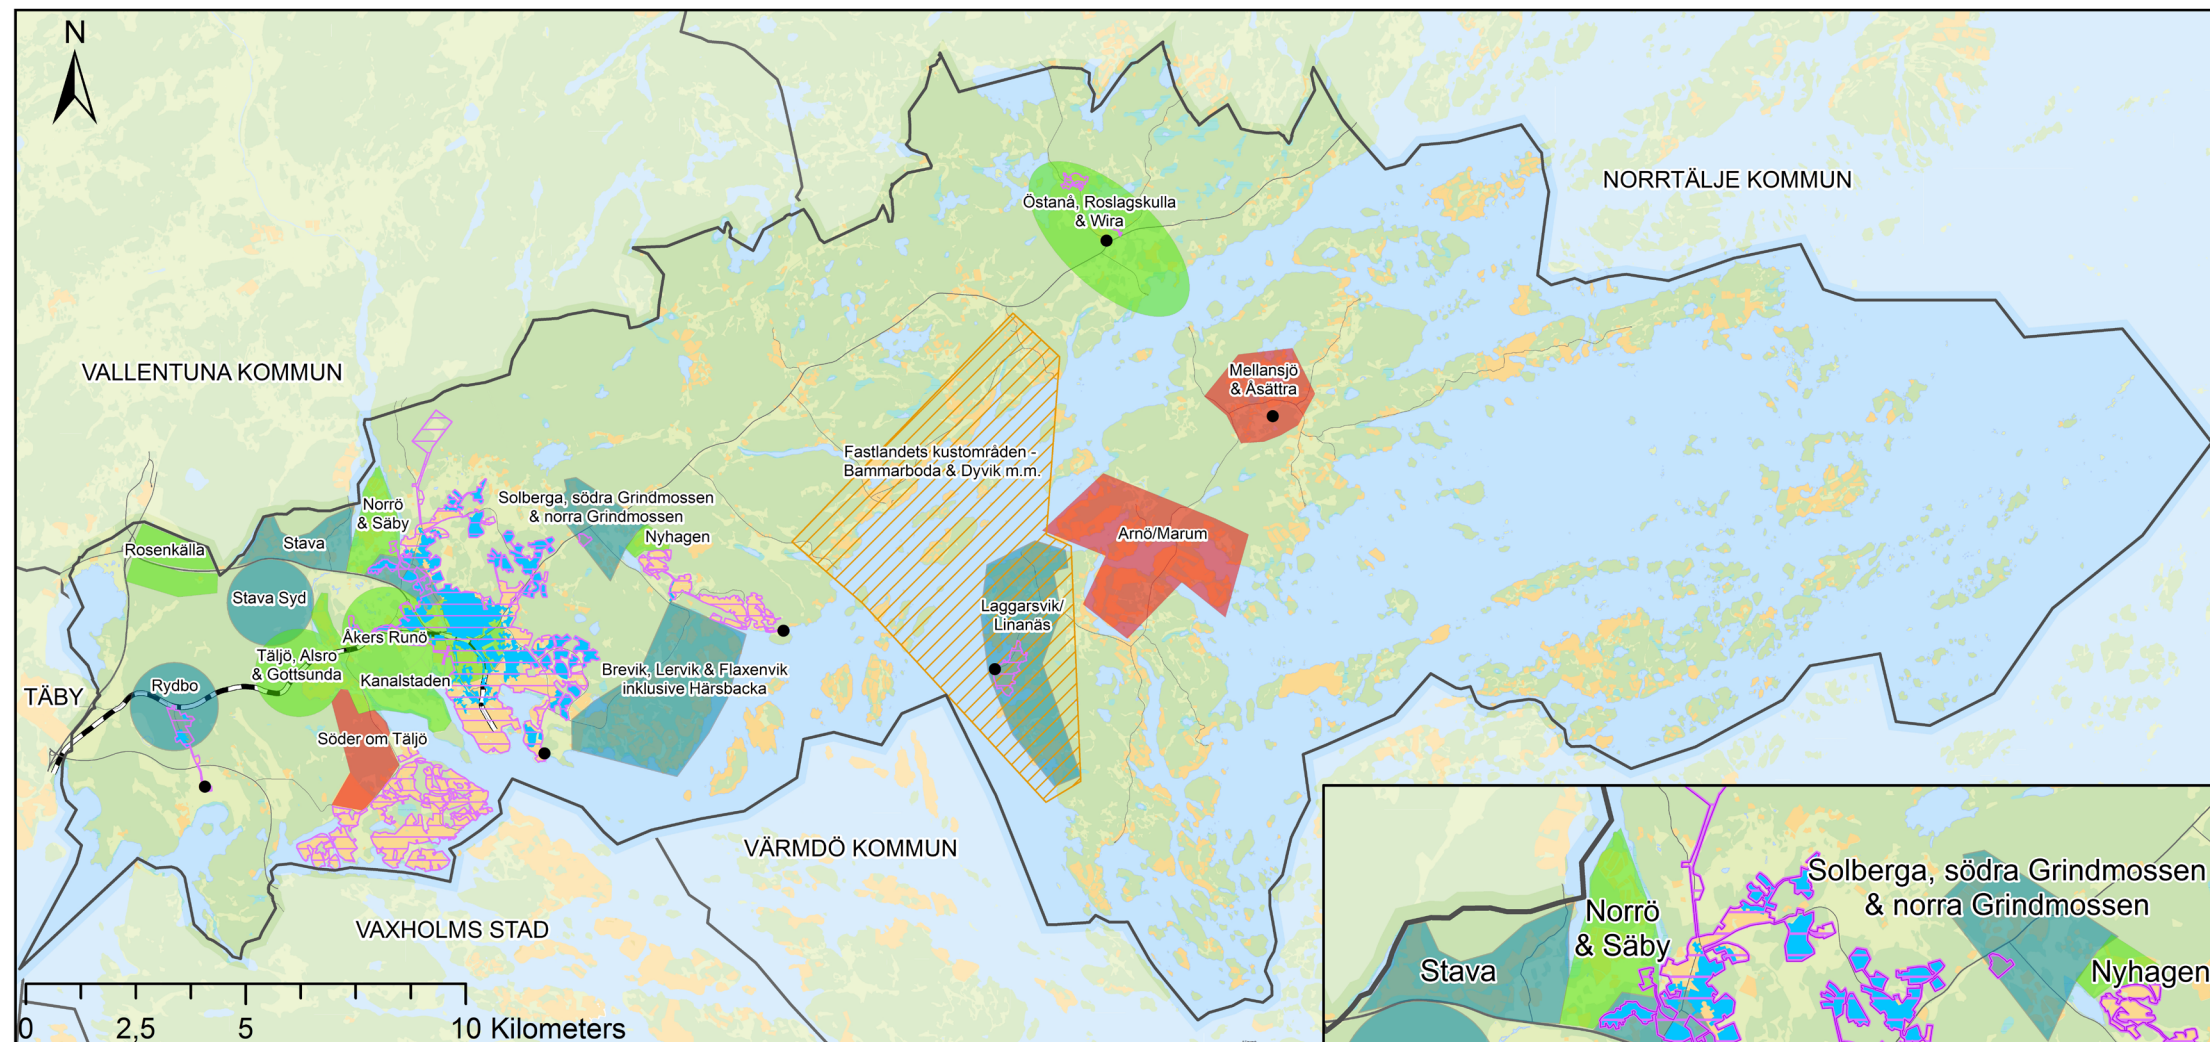 N
NORRTÄLJE KOMMUN
Östanå, Roslagskulla
& Wira
VALLENTUNA KOMMUN
Mellansjö
& Åsättra
Fastlandets kustområden -
Bammarboda & Dyvik m.m.
Norrö
& Säby
Solberga, södra Grindmossen
& norra Grindmossen
Nyhagen
Arnö/Marum
Rosenkälla
Stava
Stava Syd
Laggarsvik/
Linanäs
Åkers Runö
Täljö, Alsro
& Gottsunda
Kanalstaden
Brevik, Lervik & Flaxenvik
inklusive Härsbacka
Rydbo
TÄBY
Söder om Täljö
VÄRMDÖ KOMMUN
VAXHOLMS STAD
0 2,5 5 10 Kilometers
Solberga, södra Grindmossen
& norra Grindmossen
Norrö
& Säby
Stava
Nyhagen